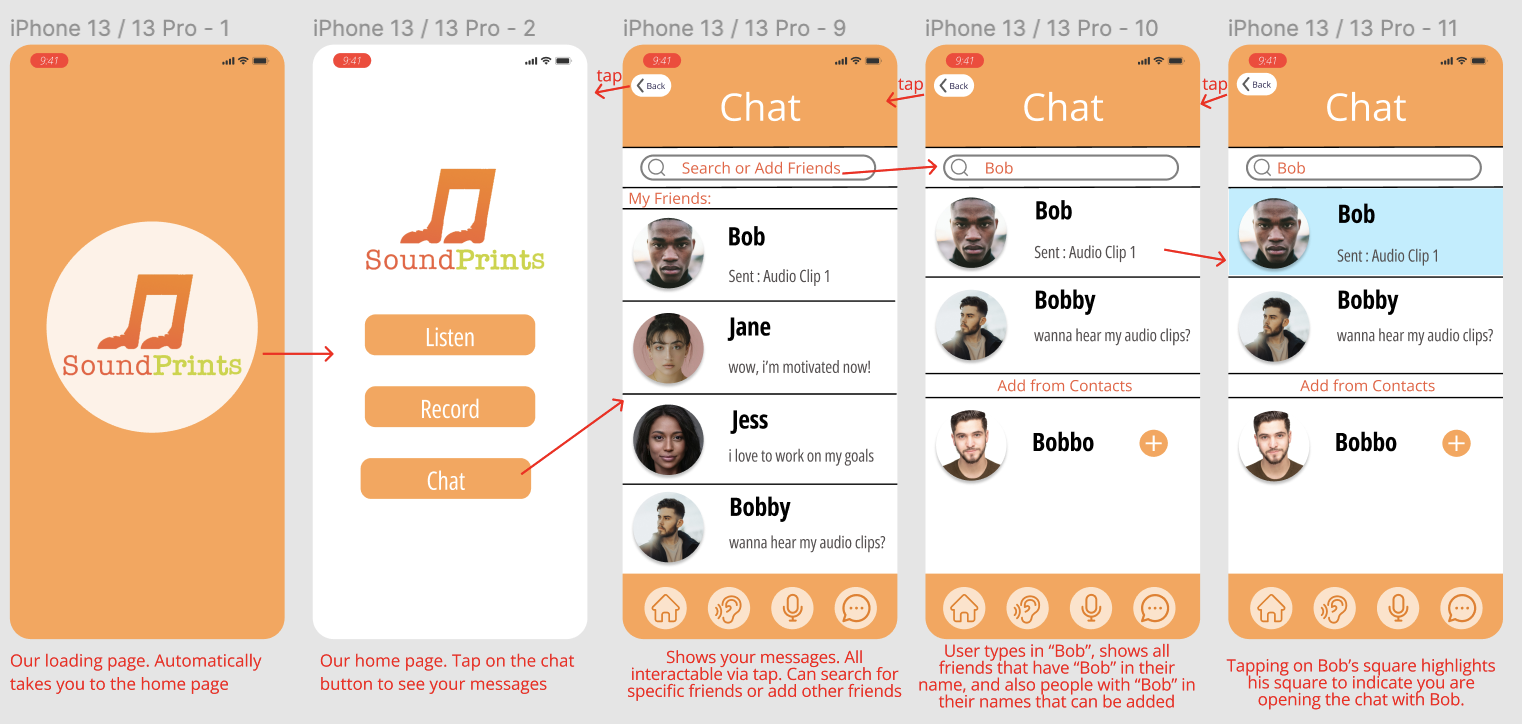 iPhone 13 / 13 Pro - 1
9:41
SoundPrints
Our loading page. Automatically
takes you to the home page
iPhone 13 / 13 Pro - 2
9:41
SoundPrints
Listen
Record
Chat
Our home page. Tap on the chat
button to see your messages
tap
iPhone 13 / 13 Pro - 9
9:41
Back
Chat
Search or Add Friends
My Friends:
Bob
Sent : Audio Clip 1
Jane
wow, i'm motivated now!
Jess
i love to work on my goals
Bobby
wanna hear my audio clips?
Shows your messages. All
interactable via tap. Can search for
specific friends or add other friends
tap
iPhone 13 / 13 Pro - 10
9:41
Back
Chat
Bob
Bob
Sent : Audio Clip 1
Bobby
wanna hear my audio clips?
Add from Contacts
Bobbo
User types in “Bob”, shows all
friends that have “Bob” in their
name, and also people with “Bob” in
their names that can be added
tap
iPhone 13 / 13 Pro - 11
9:41
Back
Chat
Bob
Bob
Sent : Audio Clip 1
Bobby
wanna hear my audio clips?
Add from Contacts
Bobbo
Tapping on Bob's square highlights
his square to indicate you are
opening the chat with Bob.